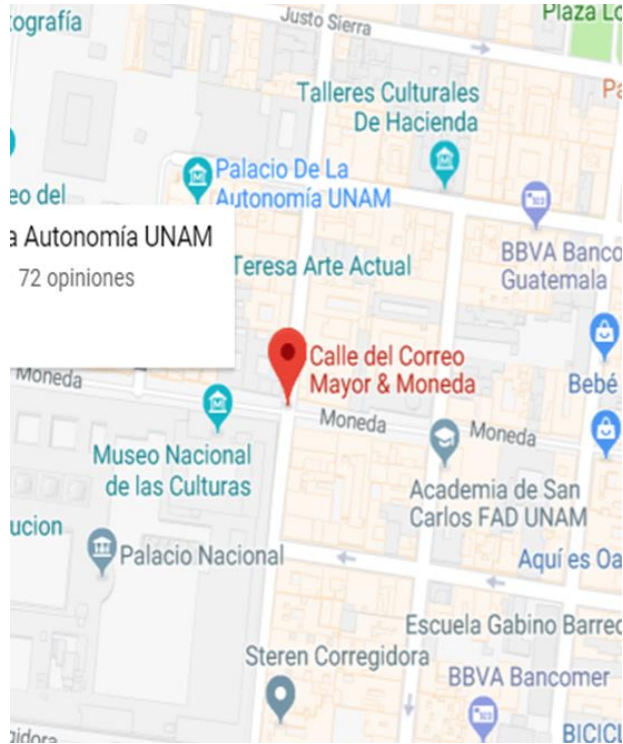 ografía
Justo Sierra
Plaza Lo
Talleres Culturales
De Hacienda
Pa
Palacio De La
Autonomía UNAM
eo del
a Autonomía UNAM
72 opiniones
Teresa Arte Actual
BBVA Banco
Guatemala
Calle del Correo
Mayor & Moneda
Bebé
Moneda
Moneda
Moneda
Museo Nacional
de las Culturas
Academia de San
Carlos FAD UNAM
ucion
Palacio Nacional
Aquí es Oa
Escuela Gabino Barred
Steren Corregidora
BBVA Bancomer
gidora
BICICL